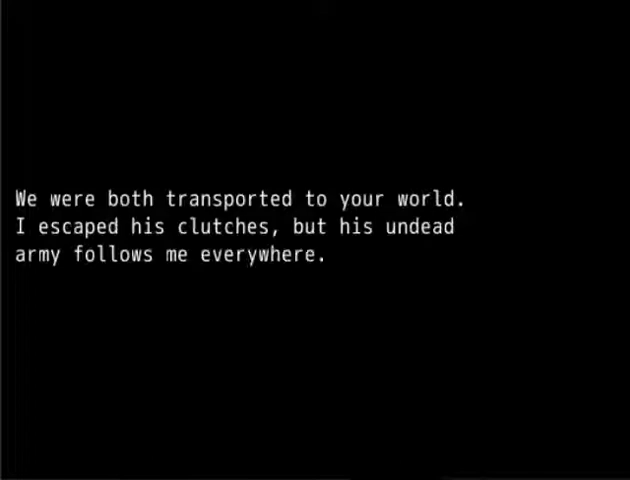 We were both transported to your world.
I escaped his clutches, but his undead
army follows me everywhere.